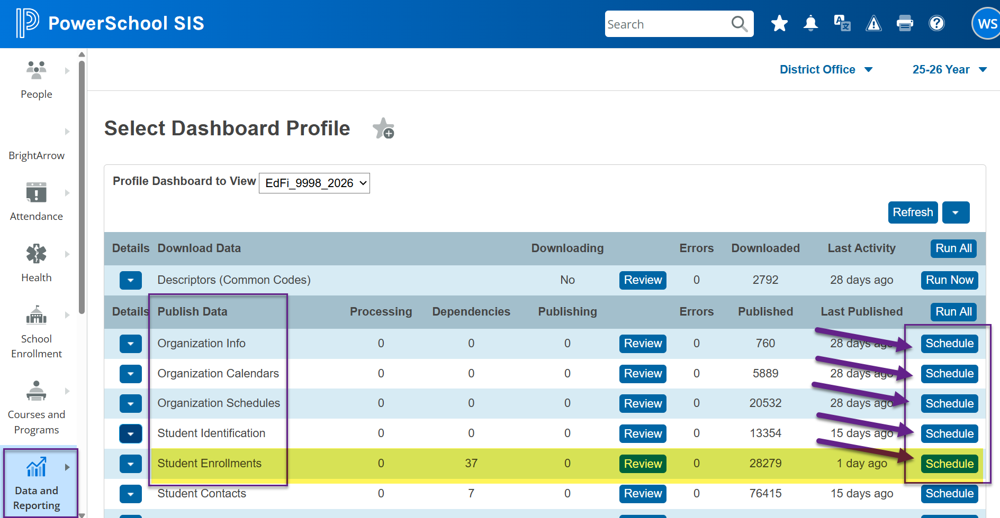 PowerSchool SIS
Search
WS
District Office
25-26 Year
People
BrightArrow
Attendance
Health
School
Enrollment
Courses and
Programs
Data and
Reporting
Select Dashboard Profile
Profile Dashboard to View EdFi_9998_2026
Refresh
Details Download Data Downloading Errors Downloaded Last Activity Run All
Descriptors (Common Codes) No Review 0 2792 28 days ago Run Now
Details Publish Data Processing Dependencies Publishing Errors Published Last Published Run All
Organization Info 0 0 0 Review 0 760 28 days ago Schedule
Organization Calendars 0 0 0 Review 0 5889 28 days ago Schedule
Organization Schedules 0 0 0 Review 0 20532 28 days ago Schedule
Student Identification 0 0 0 Review 0 13354 15 days ago Schedule
Student Enrollments 0 37 0 Review 0 28279 1 day ago Schedule
Student Contacts 0 7 0 Review 0 76415 15 days ago Schedule